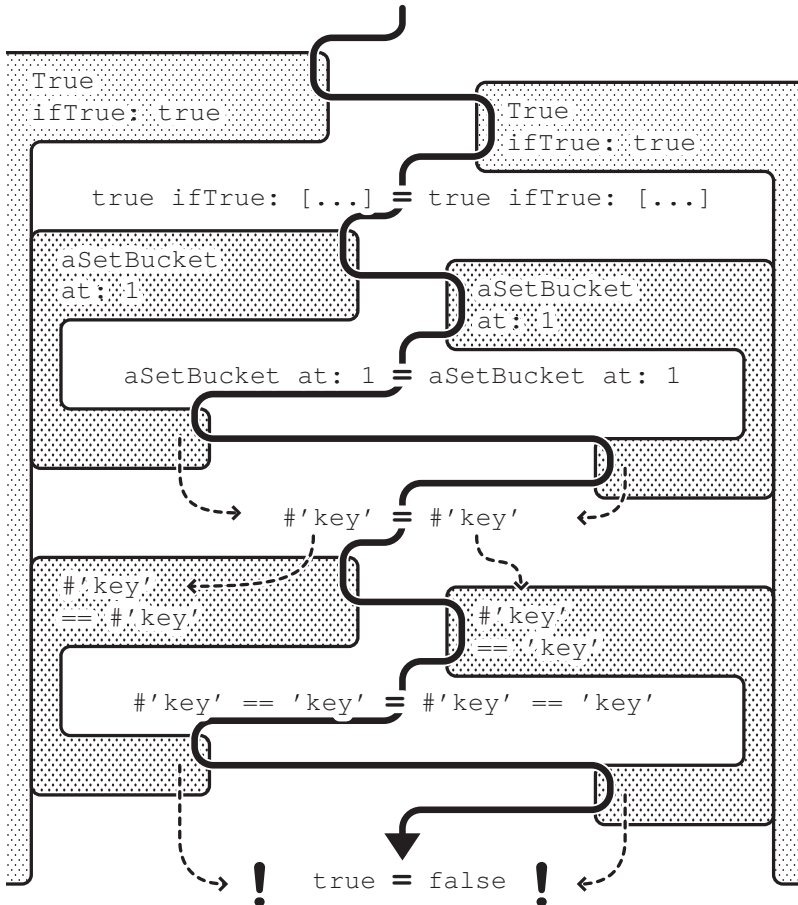 True
ifTrue: true
True
ifTrue: true
true ifTrue: [...] = true ifTrue: [...]
aSetBucket
at: 1
aSetBucket
at: 1
aSetBucket at: 1 = aSetBucket at: 1
#'key' = #'key'
#'key'
== #'key'
#'key'
== 'key'
#'key' == 'key' = #'key' == 'key'
! true = false !